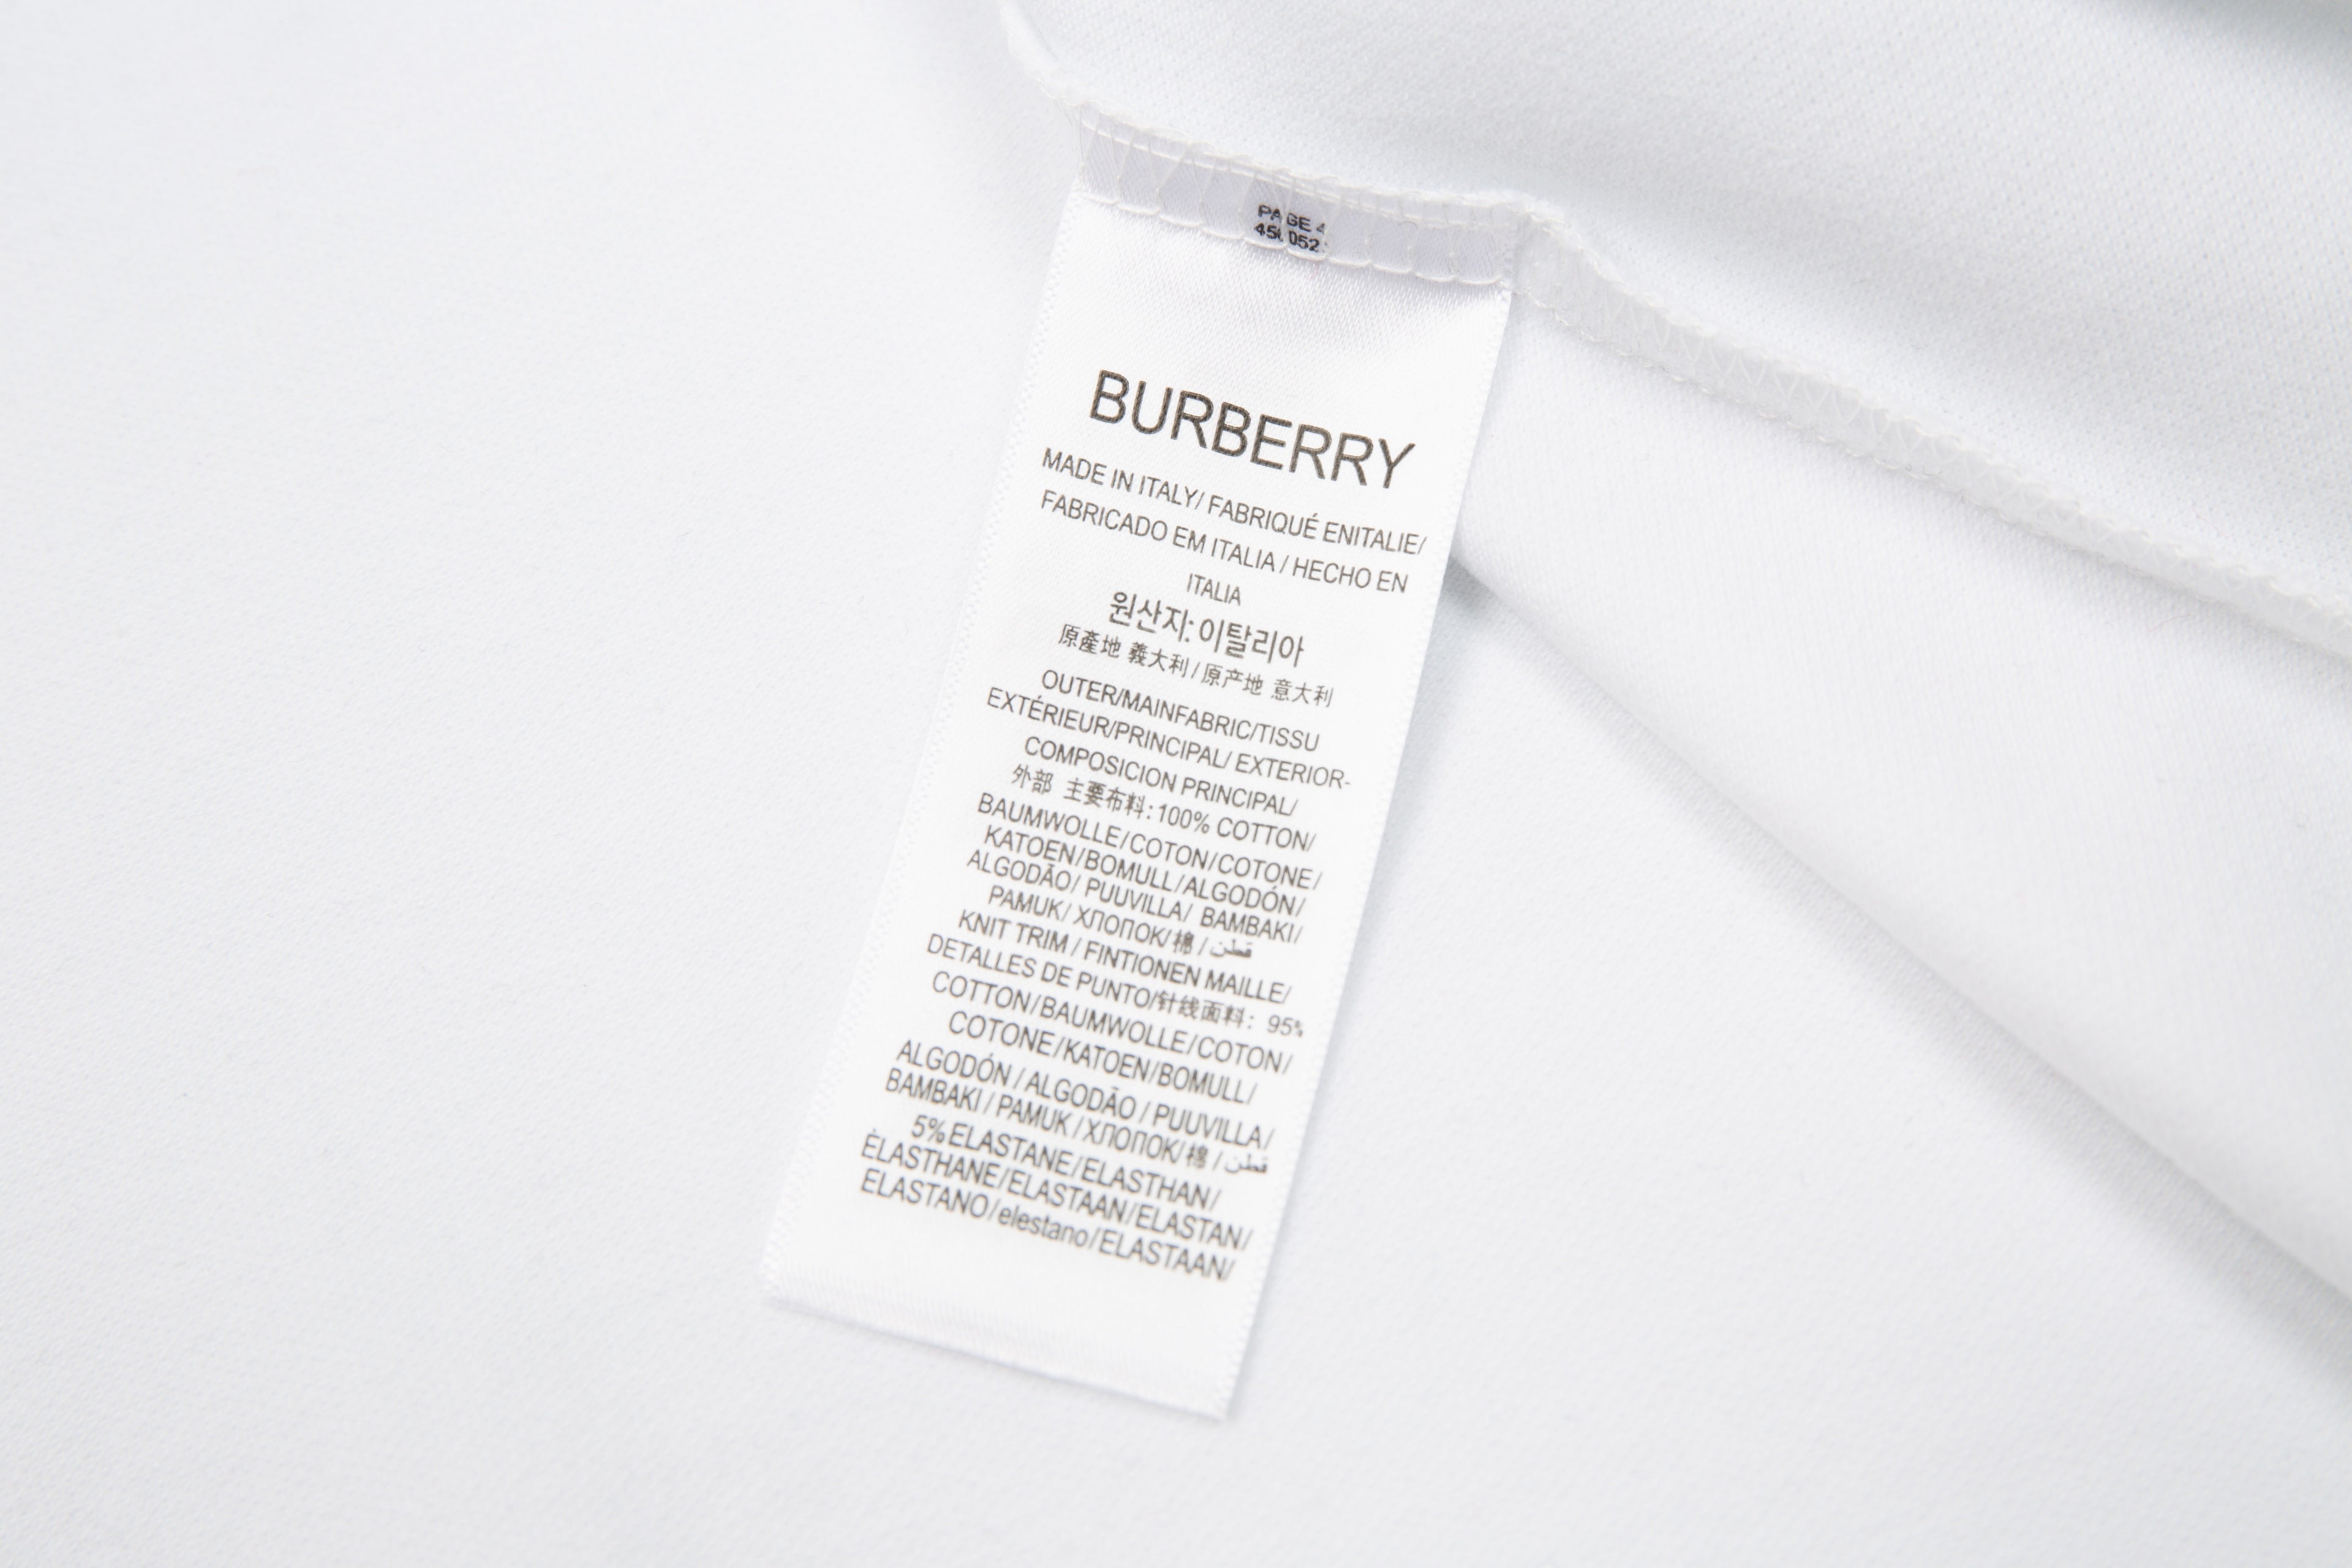 PAGE 4
BURBERRY
MADE IN ITALY/ FABRIQUÉ ENITALIE/
FABRICADO EM ITALIA / HECHO EN
ITALIA
원산지: 이탈리아
原產地 義大利 / 原产地 意大利
OUTER/MAINFABRIC/TISSU
EXTÉRIEUR/PRINCIPAL/ EXTERIOR-
COMPOSICION PRINCIPAL/
外部 主要布料: 100% COTTON/
BAUMWOLLE/COTON/COTONE/
KATOEN/BOMULL/ALGODÓN/
ALGODÃO/ PUUVILLA/ BAMBAKI/
PAMUK/ ХЛОПОК/棉 / قطن
KNIT TRIM / FINTIONEN MAILLE/
DETALLES DE PUNTO/针线面料: 95%
COTTON/BAUMWOLLE/COTON/
COTONE/KATOEN/BOMULL/
ALGODÓN / ALGODÃO / PUUVILLA/
BAMBAKI / PAMUK / ХЛОПОК/ 棉 / قطن
5% ELASTANE/ELASTHAN/
ÈLASTHANE/ELASTAAN/ELASTAN/
ELASTANO/elestano/ELASTAAN/